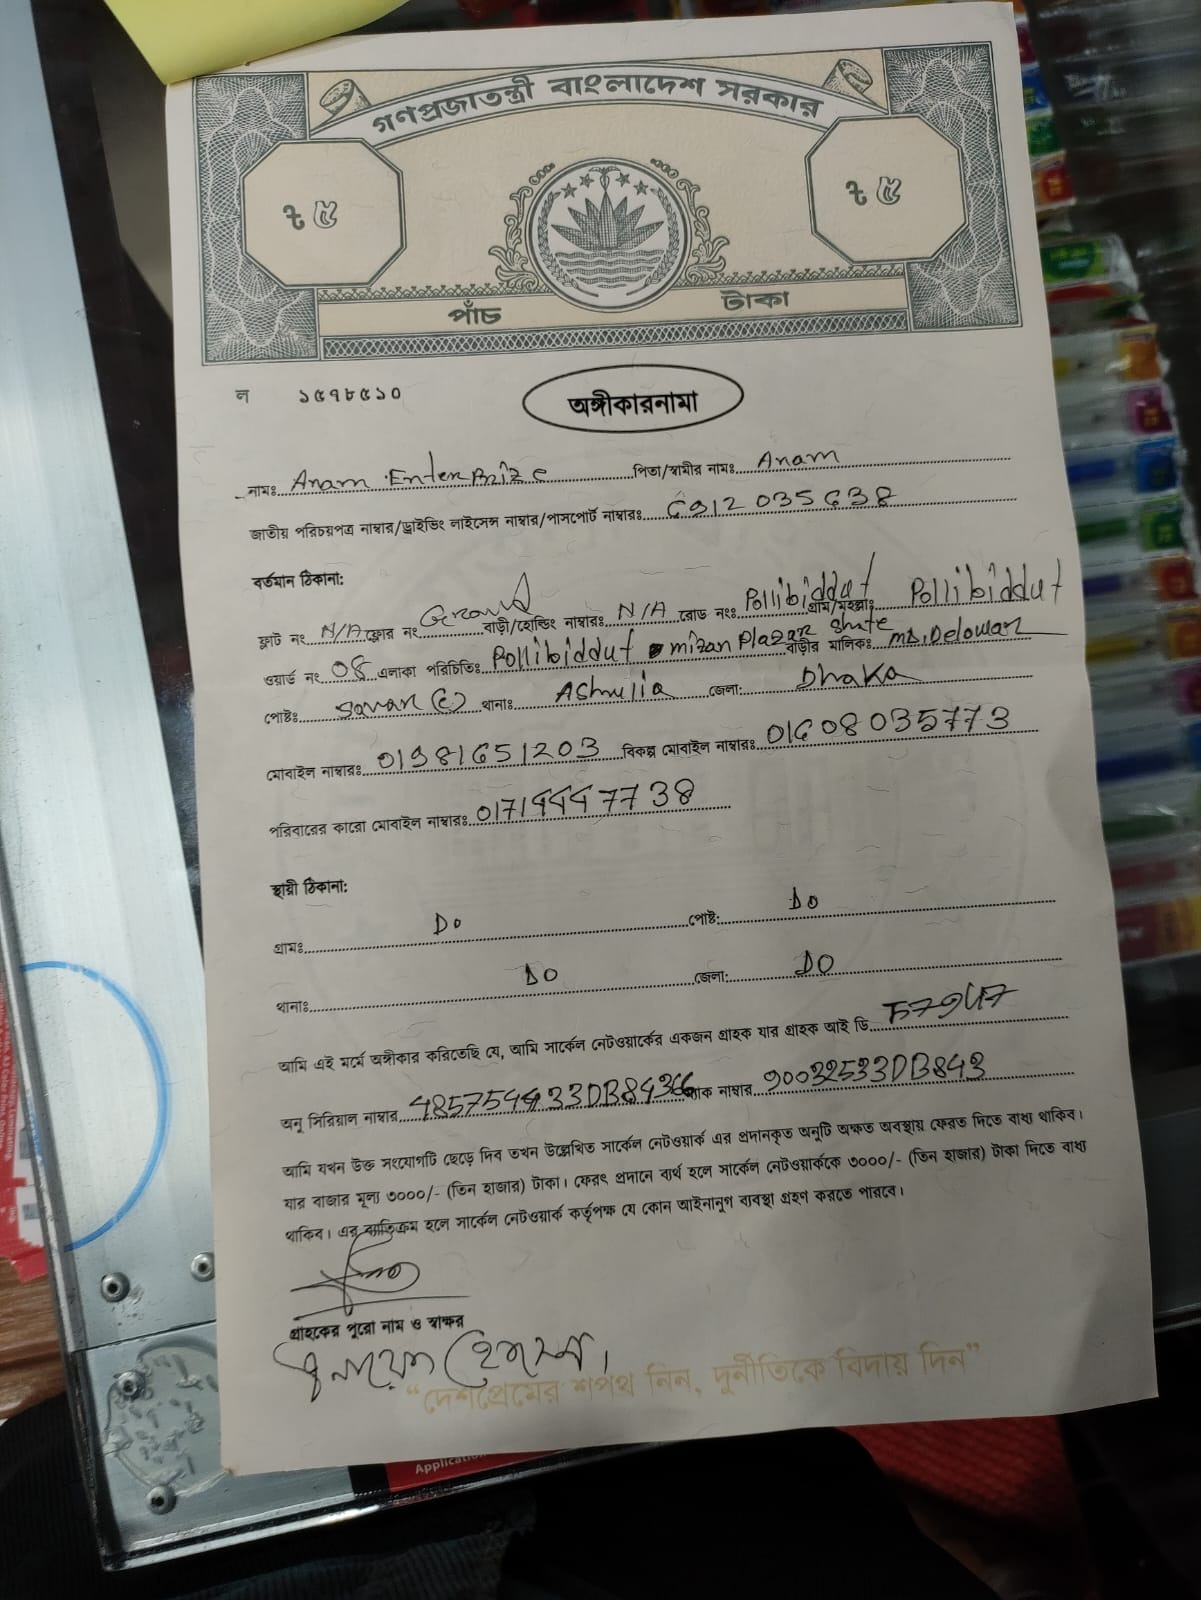 গণপ্রজাতন্ত্রী বাংলাদেশ সরকার
৳ ৫ ৳ ৫
পাঁচ টাকা
ন ১৫৭৮৫১০
অঙ্গীকারনামা
নামঃ Anam Enterprize পিতা/স্বামীর নামঃ Anam
জাতীয় পরিচয়পত্র নাম্বার/ড্রাইভিং লাইসেন্স নাম্বার/পাসপোর্ট নাম্বারঃ 6912035638
বর্তমান ঠিকানা:
ফ্লাট নং N/A ফ্লোর নং Ground বাড়ী/হোল্ডিং নাম্বারঃ N/A রোড নংঃ Pollibiddut গ্রাম/মহল্লাঃ Pollibiddut
ওয়ার্ড নং 08 এলাকা পরিচিতিঃ Pollibiddut mizan Plaza বাড়ীর মালিকঃ MD. Delowar
পোষ্টঃ Savar থানাঃ Ashulia জেলা: Dhaka
মোবাইল নাম্বারঃ 01981651203 বিকল্প মোবাইল নাম্বারঃ 01608035773
পরিবারের কারো মোবাইল নাম্বারঃ 01714447738
স্থায়ী ঠিকানা:
গ্রামঃ DO পোষ্ট: DO
থানাঃ DO জেলা: DO
আমি এই মর্মে অঙ্গীকার করিতেছি যে, আমি সার্কেল নেটওয়ার্কের একজন গ্রাহক যার গ্রাহক আই ডি
অনু সিরিয়াল নাম্বার ম্যাক নাম্বার 90032533DB843
আমি যখন উক্ত সংযোগটি ছেড়ে দিব তখন উল্লেখিত সার্কেল নেটওয়ার্ক এর প্রদানকৃত অনুটি অক্ষত অবস্থায় ফেরত দিতে বাধ্য থাকিব।
যার বাজার মূল্য ৩০০০/- (তিন হাজার) টাকা। ফেরৎ প্রদানে ব্যর্থ হলে সার্কেল নেটওয়ার্ককে ৩০০০/- (তিন হাজার) টাকা দিতে বাধ্য
থাকিব। এর ব্যতিক্রম হলে সার্কেল নেটওয়ার্ক কর্তৃপক্ষ যে কোন আইনানুগ ব্যবস্থা গ্রহণ করতে পারবে।
গ্রাহকের পুরো নাম ও স্বাক্ষর
“দেশপ্রেমের শপথ নিন, দুর্নীতিকে বিদায় দিন”